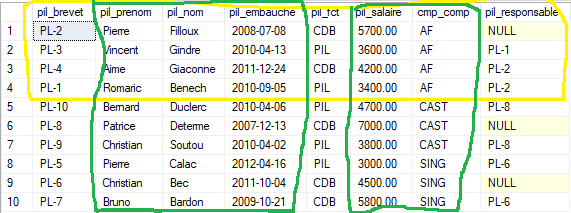 pil_brevet pil_prenom pil_nom pil_embauche pil_fct pil_salaire cmp_comp pil_responsable
1 PL-2 Pierre Filloux 2008-07-08 CDB 5700.00 AF NULL
2 PL-3 Vincent Gindre 2010-04-13 PIL 3600.00 AF PL-1
3 PL-4 Aime Giaconne 2011-12-24 CDB 4200.00 AF PL-2
4 PL-1 Romaric Benech 2010-09-05 PIL 3400.00 AF PL-2
5 PL-10 Bernard Duclerc 2010-04-06 PIL 4700.00 CAST PL-8
6 PL-8 Patrice Determe 2007-12-13 CDB 7000.00 CAST NULL
7 PL-9 Christian Soutou 2010-04-02 PIL 3800.00 CAST PL-8
8 PL-5 Pierre Calac 2012-04-16 PIL 3000.00 SING PL-6
9 PL-6 Christian Bec 2011-10-04 CDB 4500.00 SING NULL
10 PL-7 Bruno Bardon 2009-10-21 CDB 5800.00 SING PL-6